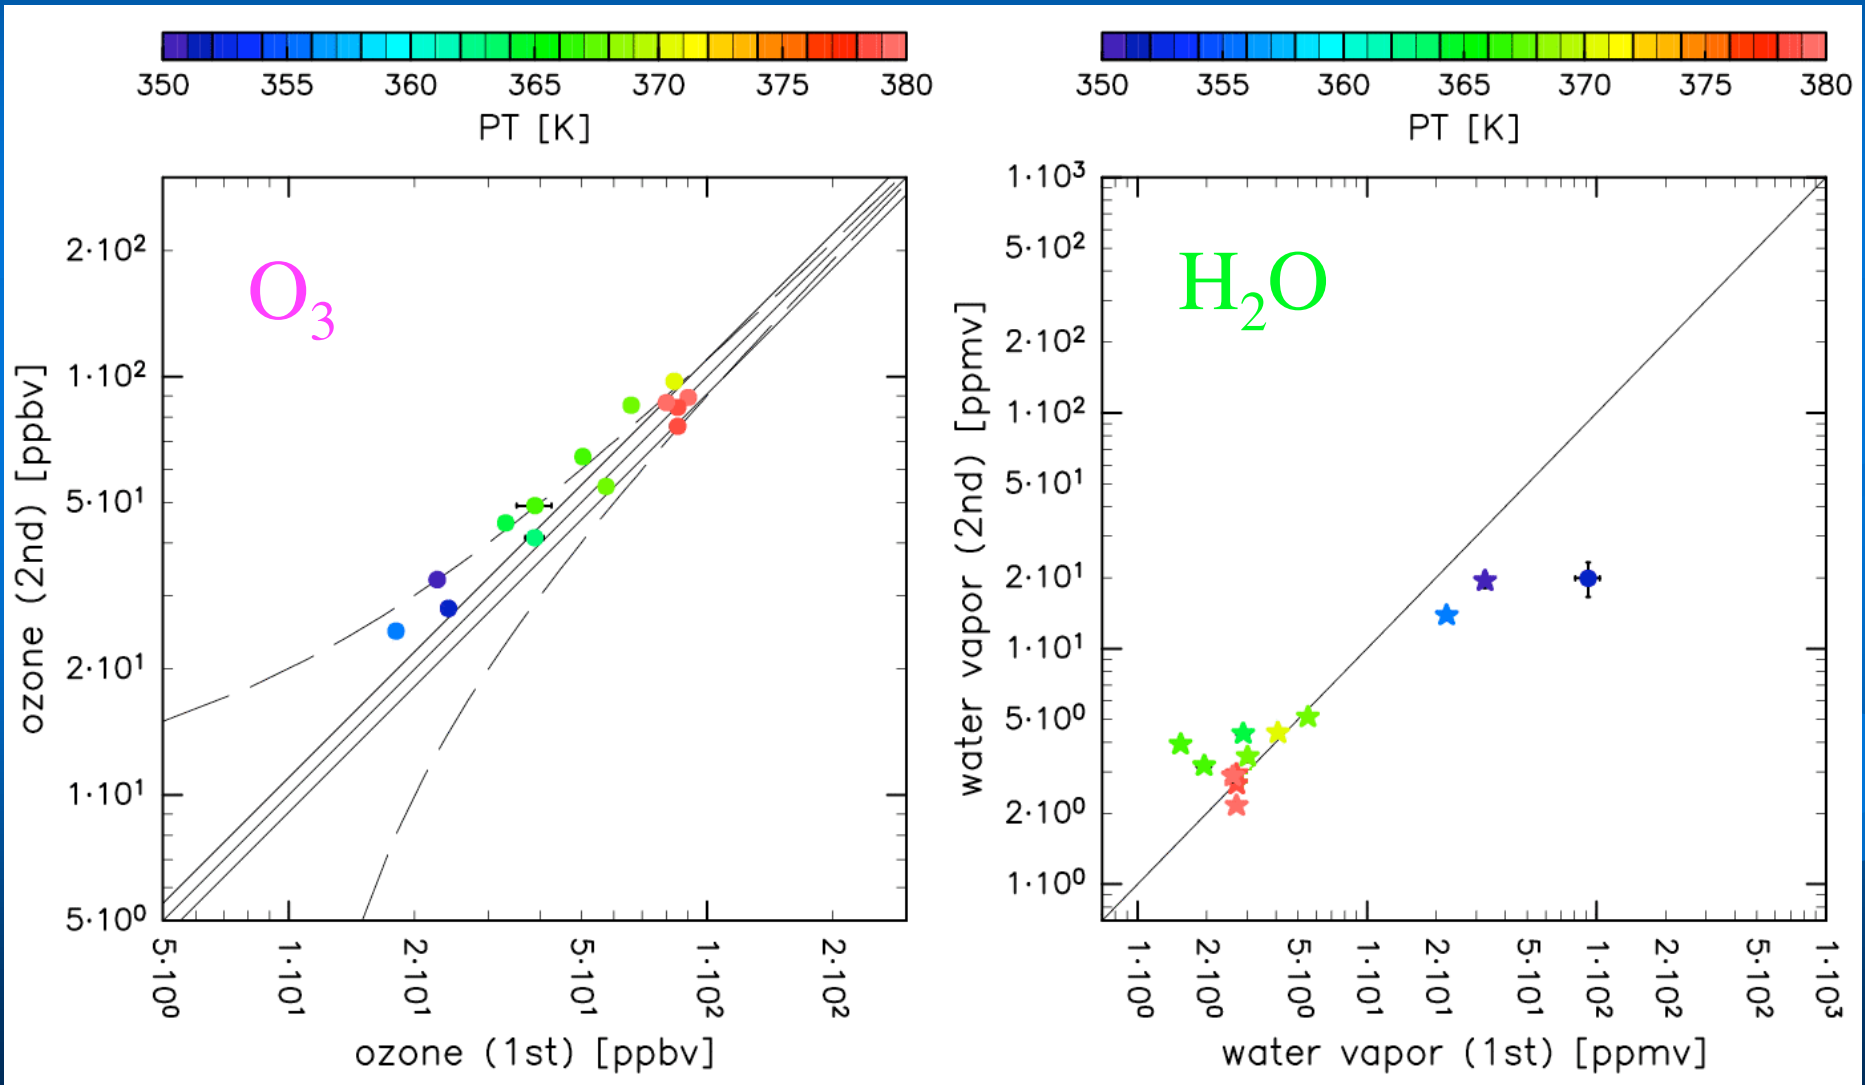 350 355 360 365 370 375 380
PT [K]
O₃
ozone (2nd) [ppbv]
2·10²
1·10²
5·10¹
2·10¹
1·10¹
5·10⁰
5·10⁰ 1·10¹ 2·10¹ 5·10¹ 1·10² 2·10²
ozone (1st) [ppbv]
350 355 360 365 370 375 380
PT [K]
H₂O
water vapor (2nd) [ppmv]
1·10³
5·10²
2·10²
1·10²
5·10¹
2·10¹
1·10¹
5·10⁰
2·10⁰
1·10⁰
1·10⁰ 2·10⁰ 5·10⁰ 1·10¹ 2·10¹ 5·10¹ 1·10² 2·10² 5·10² 1·10³
water vapor (1st) [ppmv]